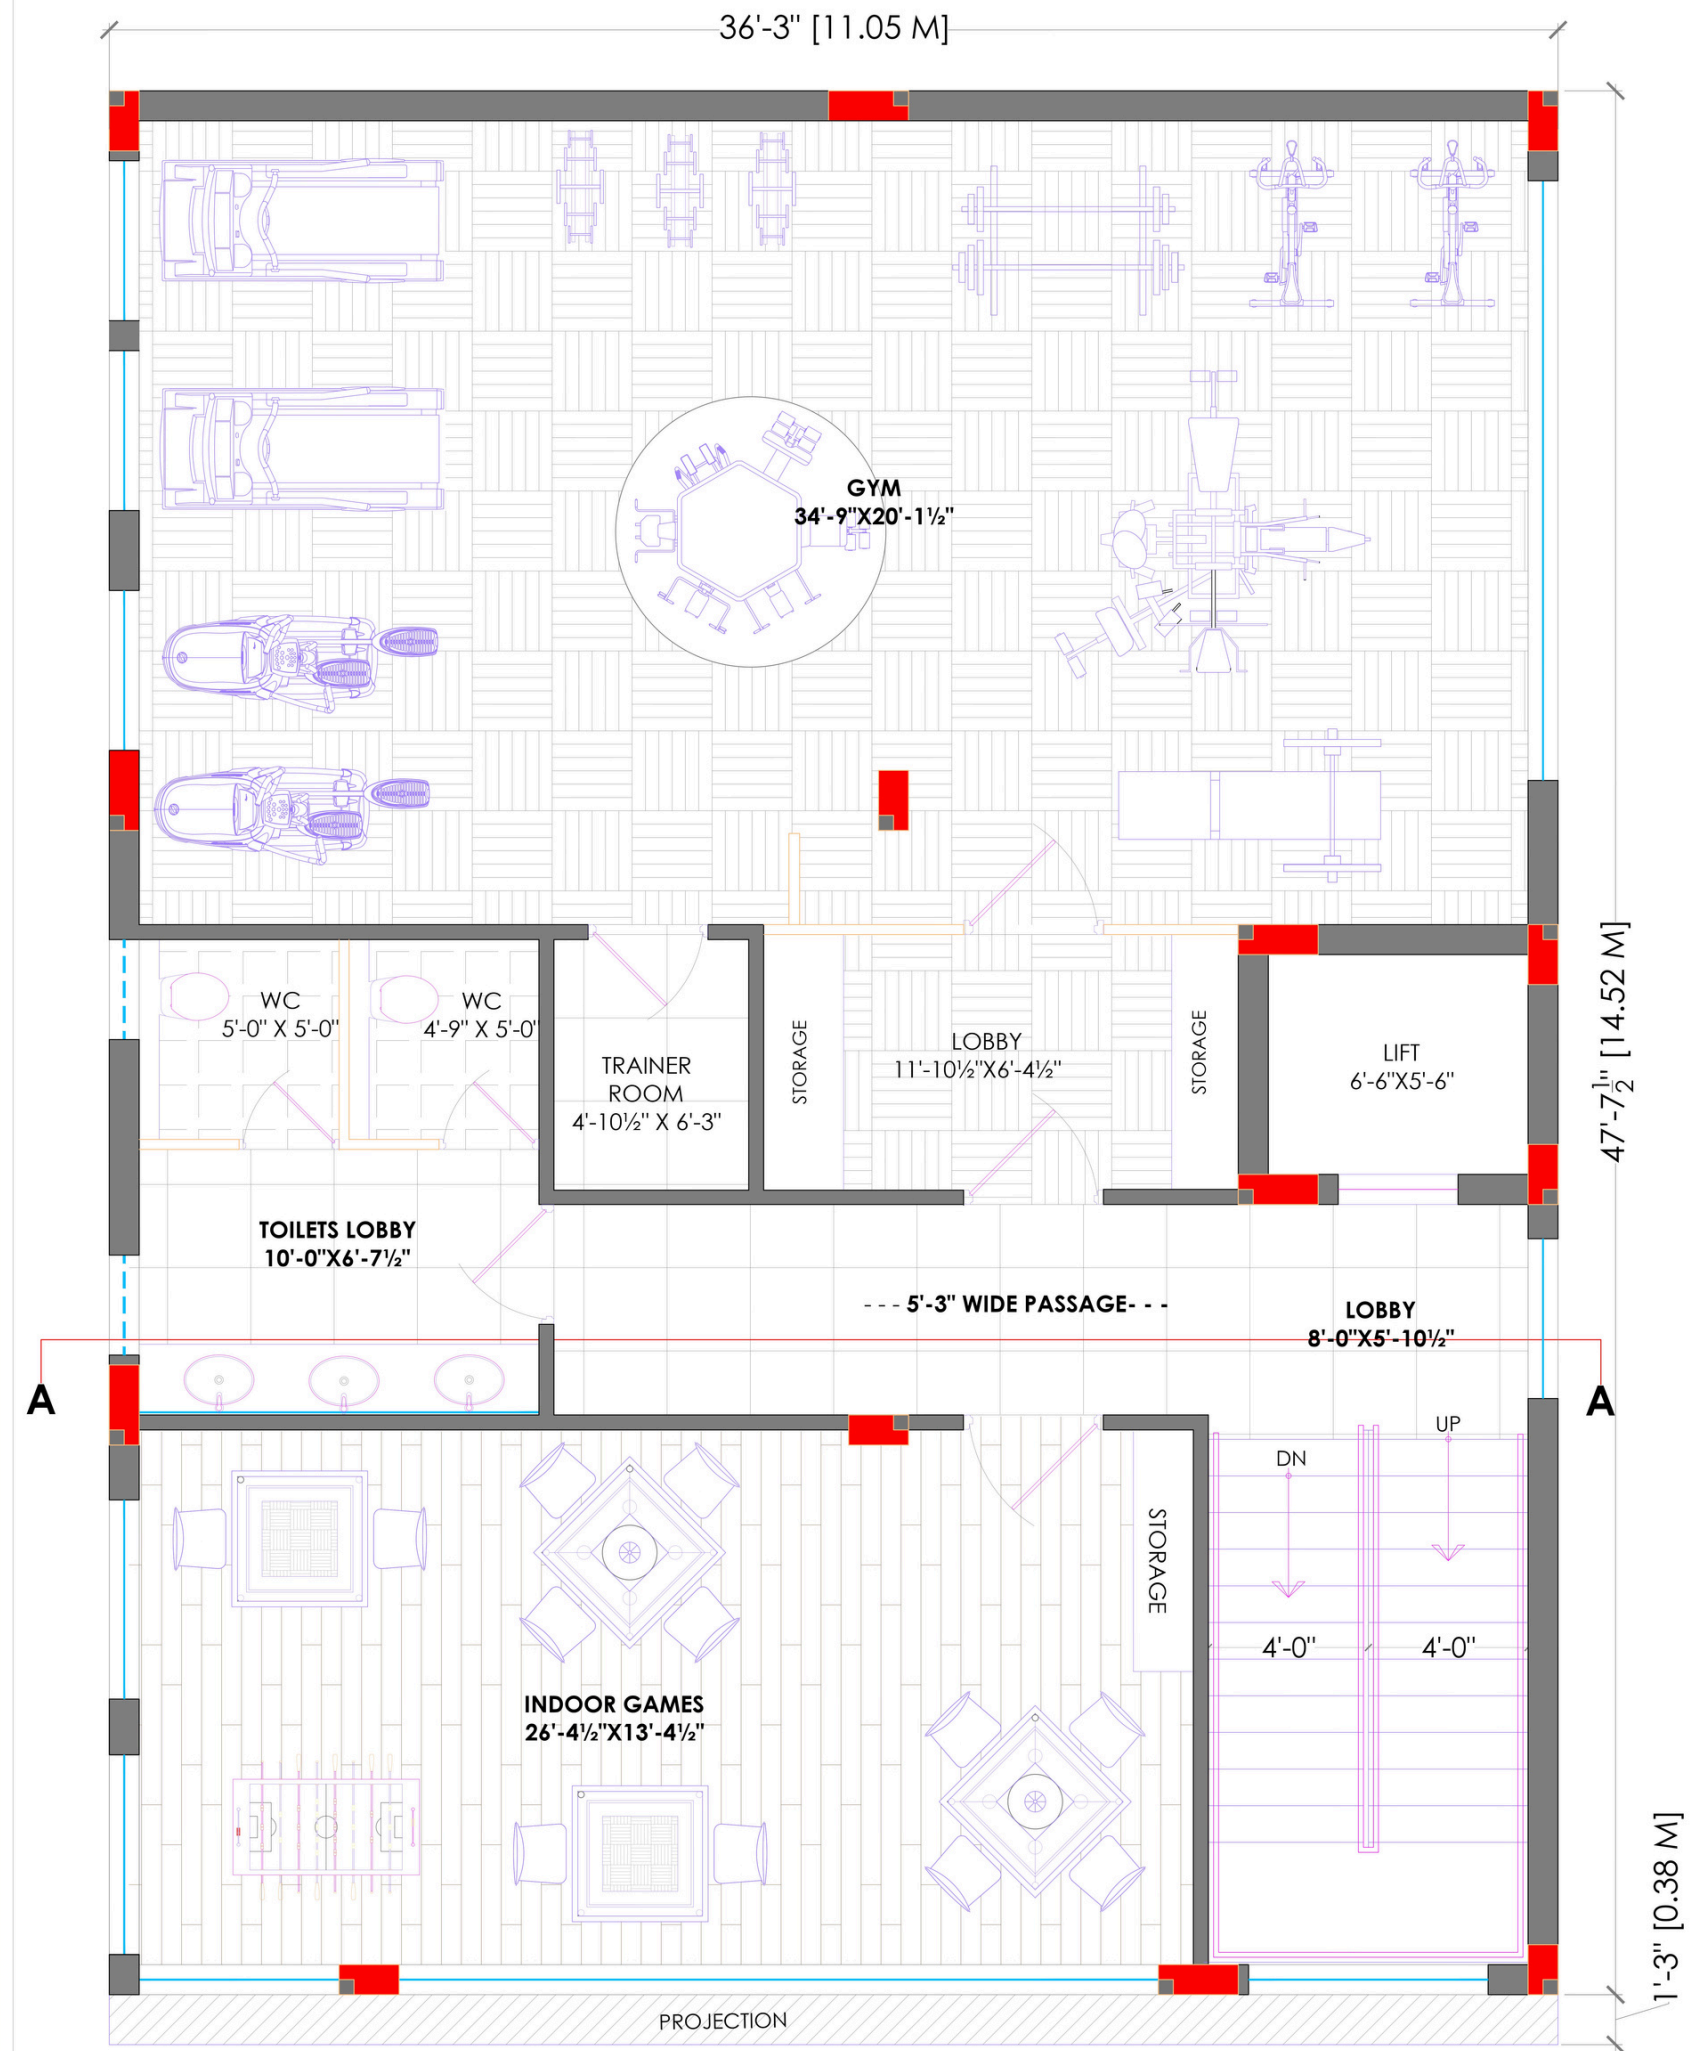 36'-3" [11.05 M]
GYM
34'-9"X20'-1½"
WC
5'-0" X 5'-0"
WC
4'-9" X 5'-0"
TRAINER
ROOM
4'-10½" X 6'-3"
STORAGE
LOBBY
11'-10½"X6'-4½"
STORAGE
LIFT
6'-6"X5'-6"
47'-7½" [14.52 M]
TOILETS LOBBY
10'-0"X6'-7½"
- - - 5'-3" WIDE PASSAGE- - -
LOBBY
8'-0"X5'-10½"
A
A
UP
DN
STORAGE
4'-0"
4'-0"
INDOOR GAMES
26'-4½"X13'-4½"
1'-3" [0.38 M]
PROJECTION